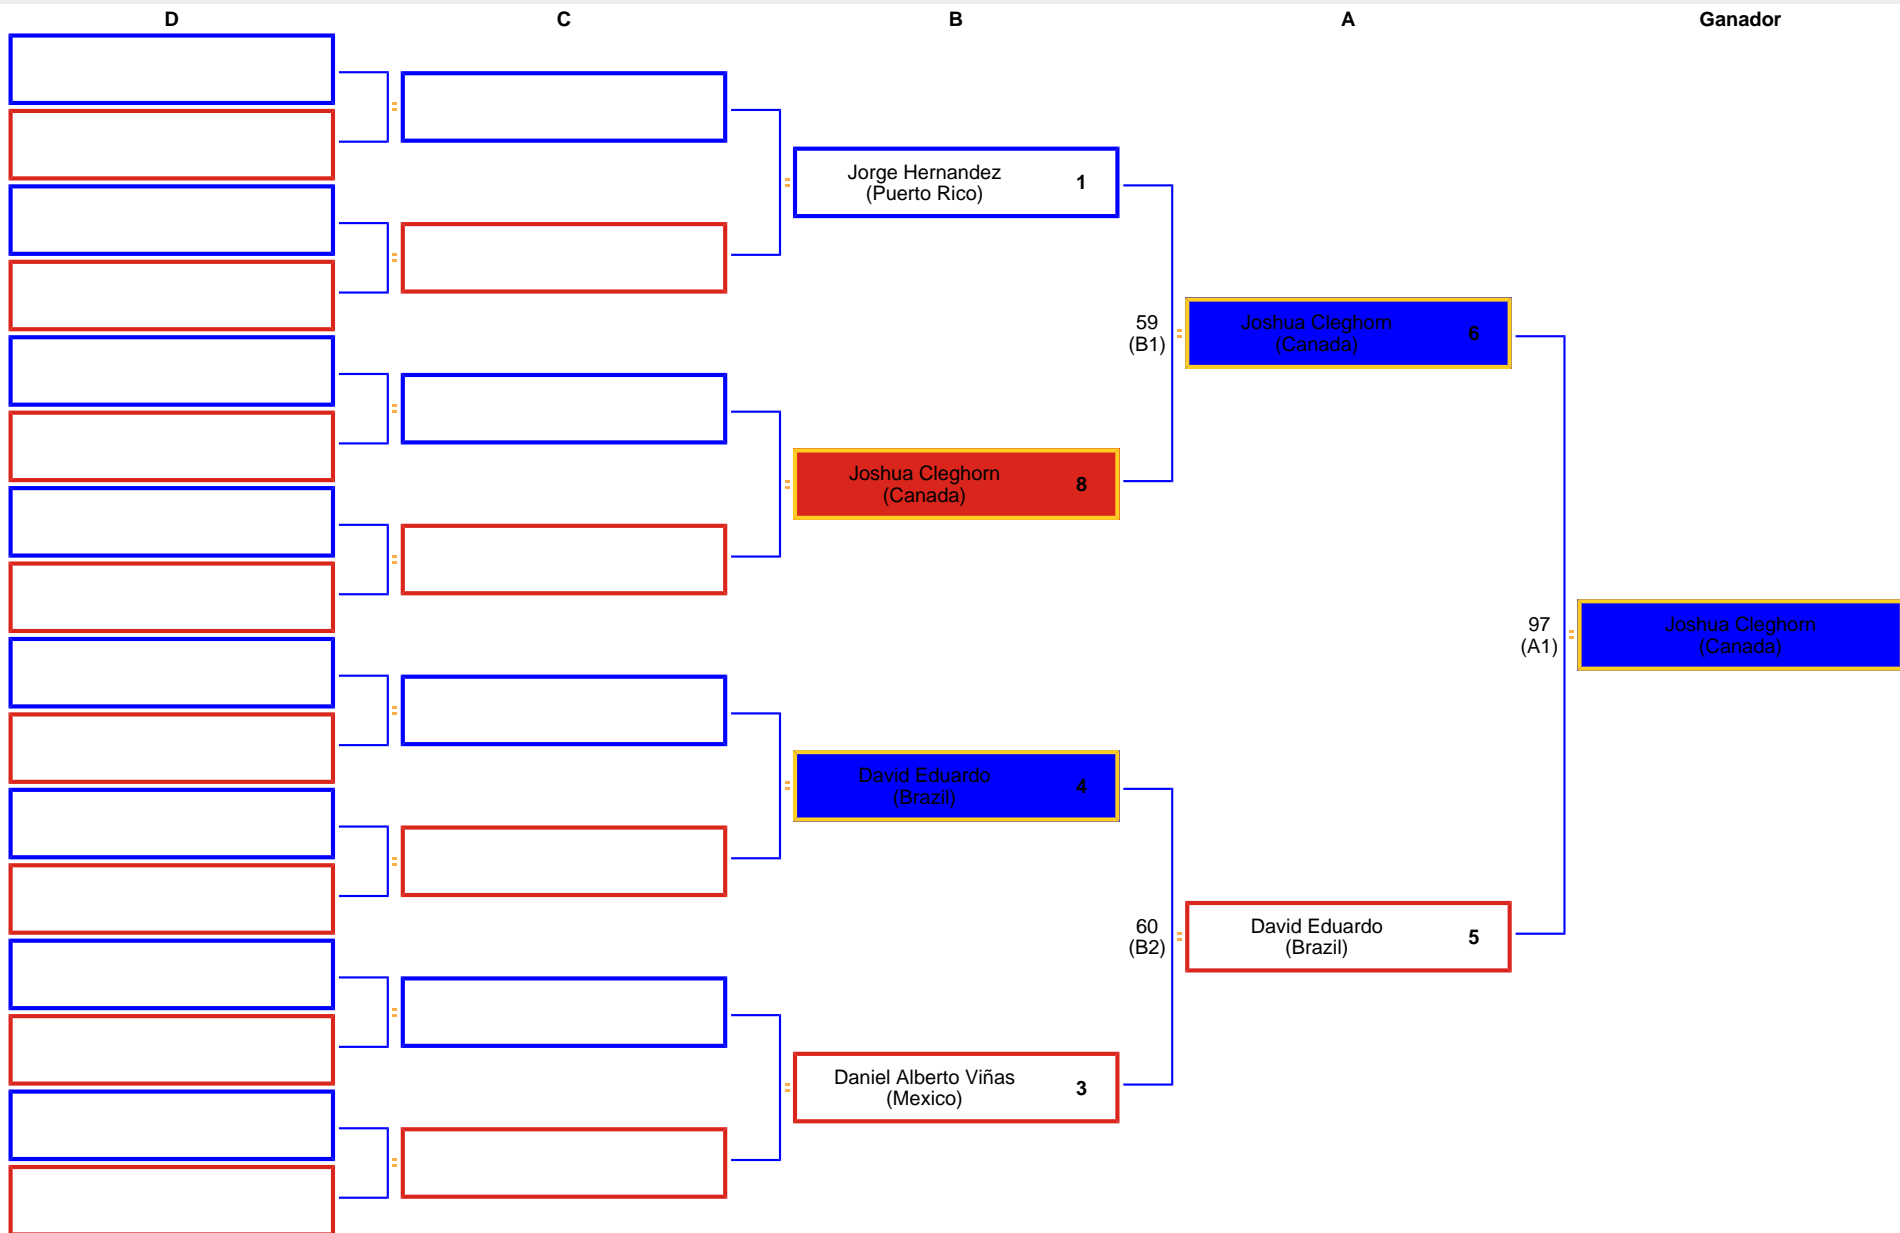 D
C
B
A
Ganador
Jorge Hernandez
(Puerto Rico)
1
59
(B1)
Joshua Cleghorn
(Canada)
6
Joshua Cleghorn
(Canada)
8
97
(A1)
Joshua Cleghorn
(Canada)
David Eduardo
(Brazil)
4
60
(B2)
David Eduardo
(Brazil)
5
Daniel Alberto Viñas
(Mexico)
3